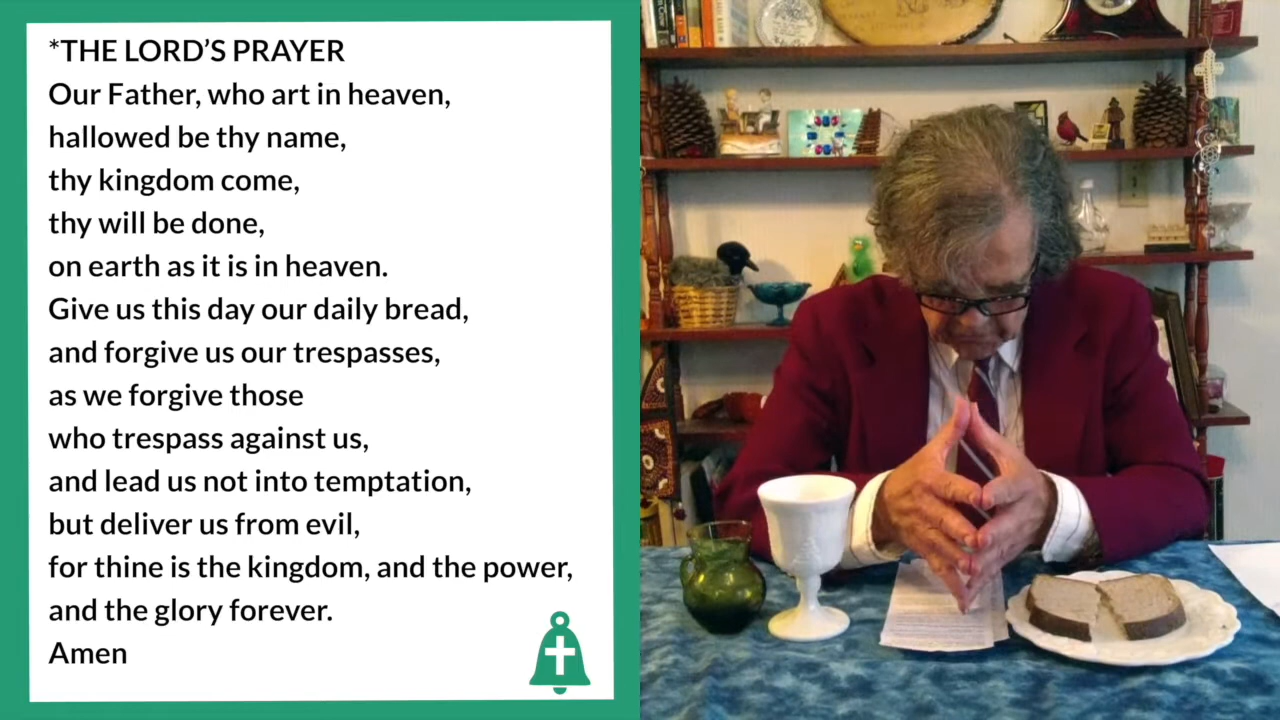 *THE LORD'S PRAYER
Our Father, who art in heaven,
hallowed be thy name,
thy kingdom come,
thy will be done,
on earth as it is in heaven.
Give us this day our daily bread,
and forgive us our trespasses,
as we forgive those
who trespass against us,
and lead us not into temptation,
but deliver us from evil,
for thine is the kingdom, and the power,
and the glory forever.
Amen